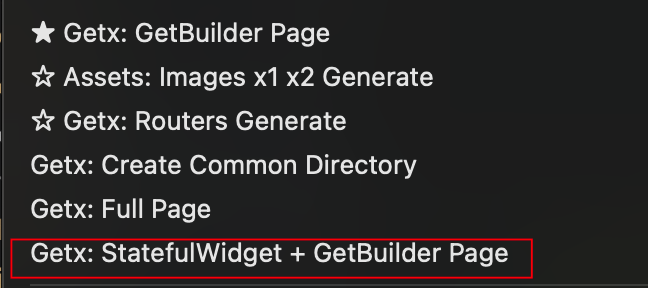 ★ Getx: GetBuilder Page
☆ Assets: Images x1 x2 Generate
☆ Getx: Routers Generate
Getx: Create Common Directory
Getx: Full Page
Getx: StatefulWidget + GetBuilder Page